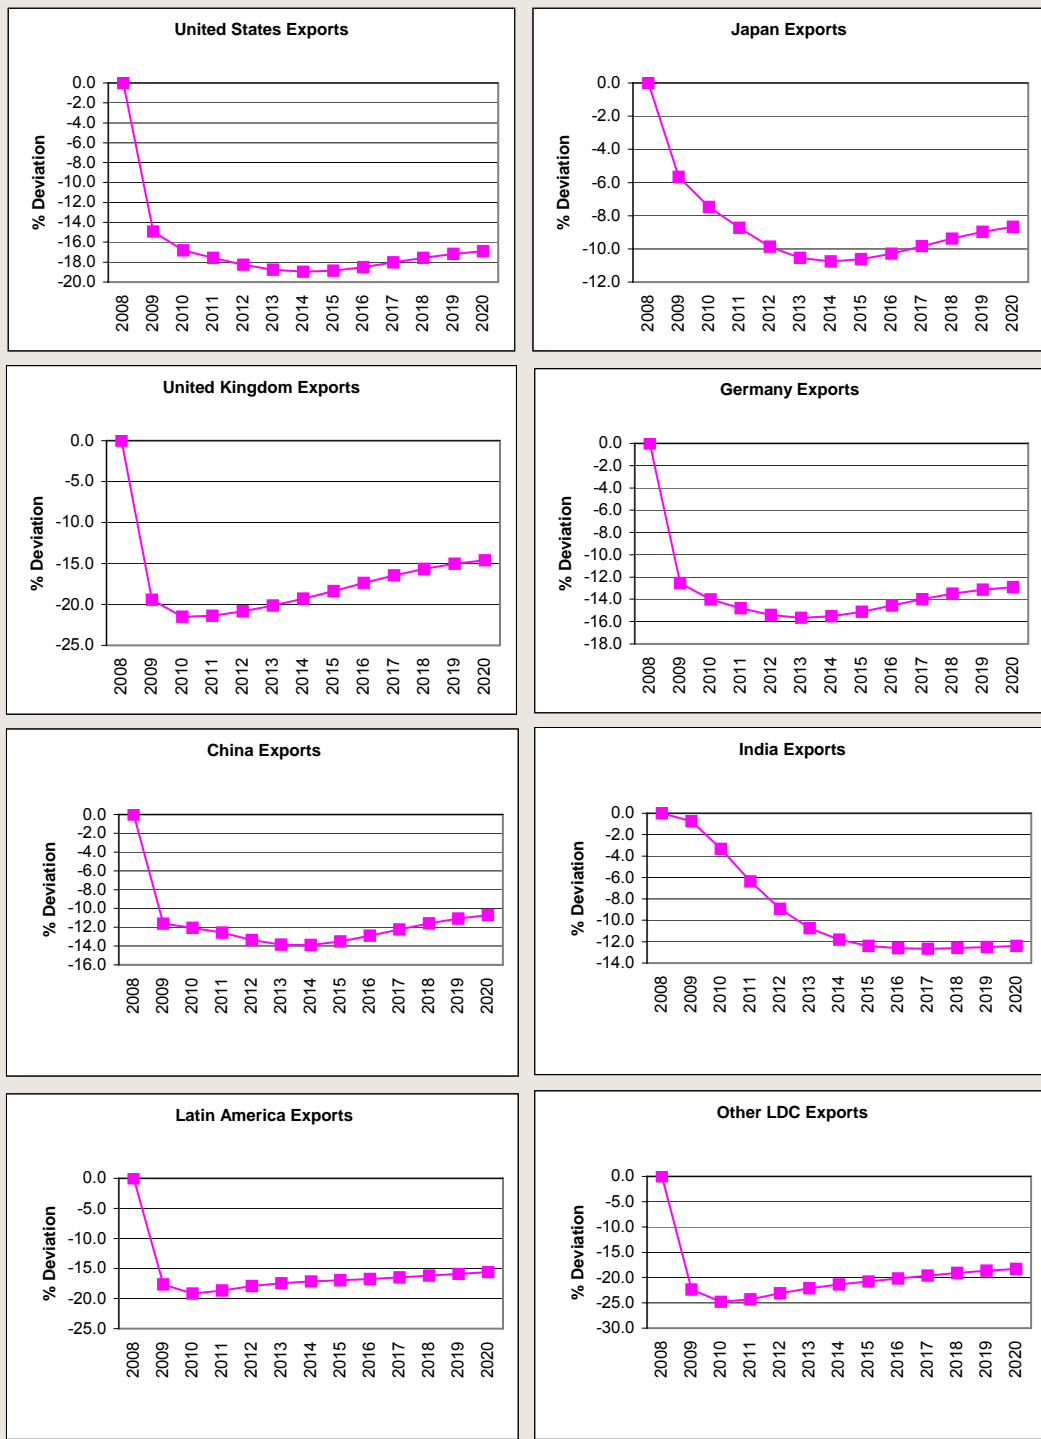 United States Exports
% Deviation
0.0
-2.0
-4.0
-6.0
-8.0
-10.0
-12.0
-14.0
-16.0
-18.0
-20.0
2008 2009 2010 2011 2012 2013 2014 2015 2016 2017 2018 2019 2020
Japan Exports
% Deviation
0.0
-2.0
-4.0
-6.0
-8.0
-10.0
-12.0
2008 2009 2010 2011 2012 2013 2014 2015 2016 2017 2018 2019 2020
United Kingdom Exports
% Deviation
0.0
-5.0
-10.0
-15.0
-20.0
-25.0
2008 2009 2010 2011 2012 2013 2014 2015 2016 2017 2018 2019 2020
Germany Exports
% Deviation
0.0
-2.0
-4.0
-6.0
-8.0
-10.0
-12.0
-14.0
-16.0
-18.0
2008 2009 2010 2011 2012 2013 2014 2015 2016 2017 2018 2019 2020
China Exports
% Deviation
0.0
-2.0
-4.0
-6.0
-8.0
-10.0
-12.0
-14.0
-16.0
2008 2009 2010 2011 2012 2013 2014 2015 2016 2017 2018 2019 2020
India Exports
% Deviation
0.0
-2.0
-4.0
-6.0
-8.0
-10.0
-12.0
-14.0
2008 2009 2010 2011 2012 2013 2014 2015 2016 2017 2018 2019 2020
Latin America Exports
% Deviation
0.0
-5.0
-10.0
-15.0
-20.0
-25.0
2008 2009 2010 2011 2012 2013 2014 2015 2016 2017 2018 2019 2020
Other LDC Exports
% Deviation
0.0
-5.0
-10.0
-15.0
-20.0
-25.0
-30.0
2008 2009 2010 2011 2012 2013 2014 2015 2016 2017 2018 2019 2020